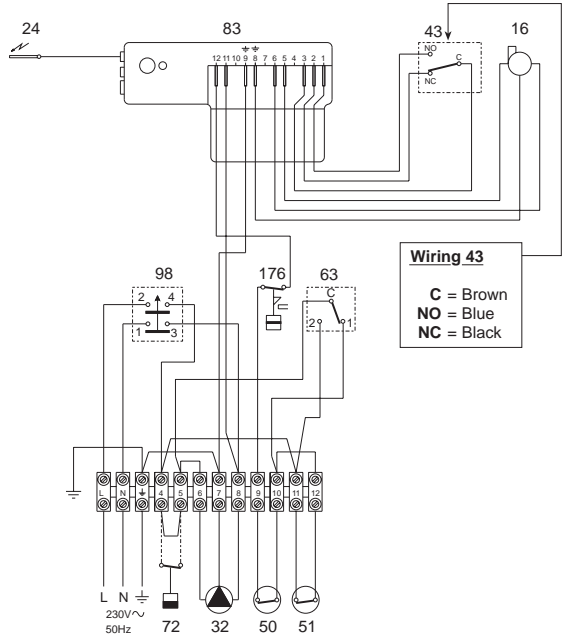 24
83
43
16
12 11 10 9 8 7 6 5 4 3 2 1
NO
C
NC
Wiring 43
C = Brown
NO = Blue
NC = Black
98
176
63
2 4
1 3
C
2 1
L N 4 5 6 7 8 9 10 11 12
L N
230V
50Hz
72 32 50 51